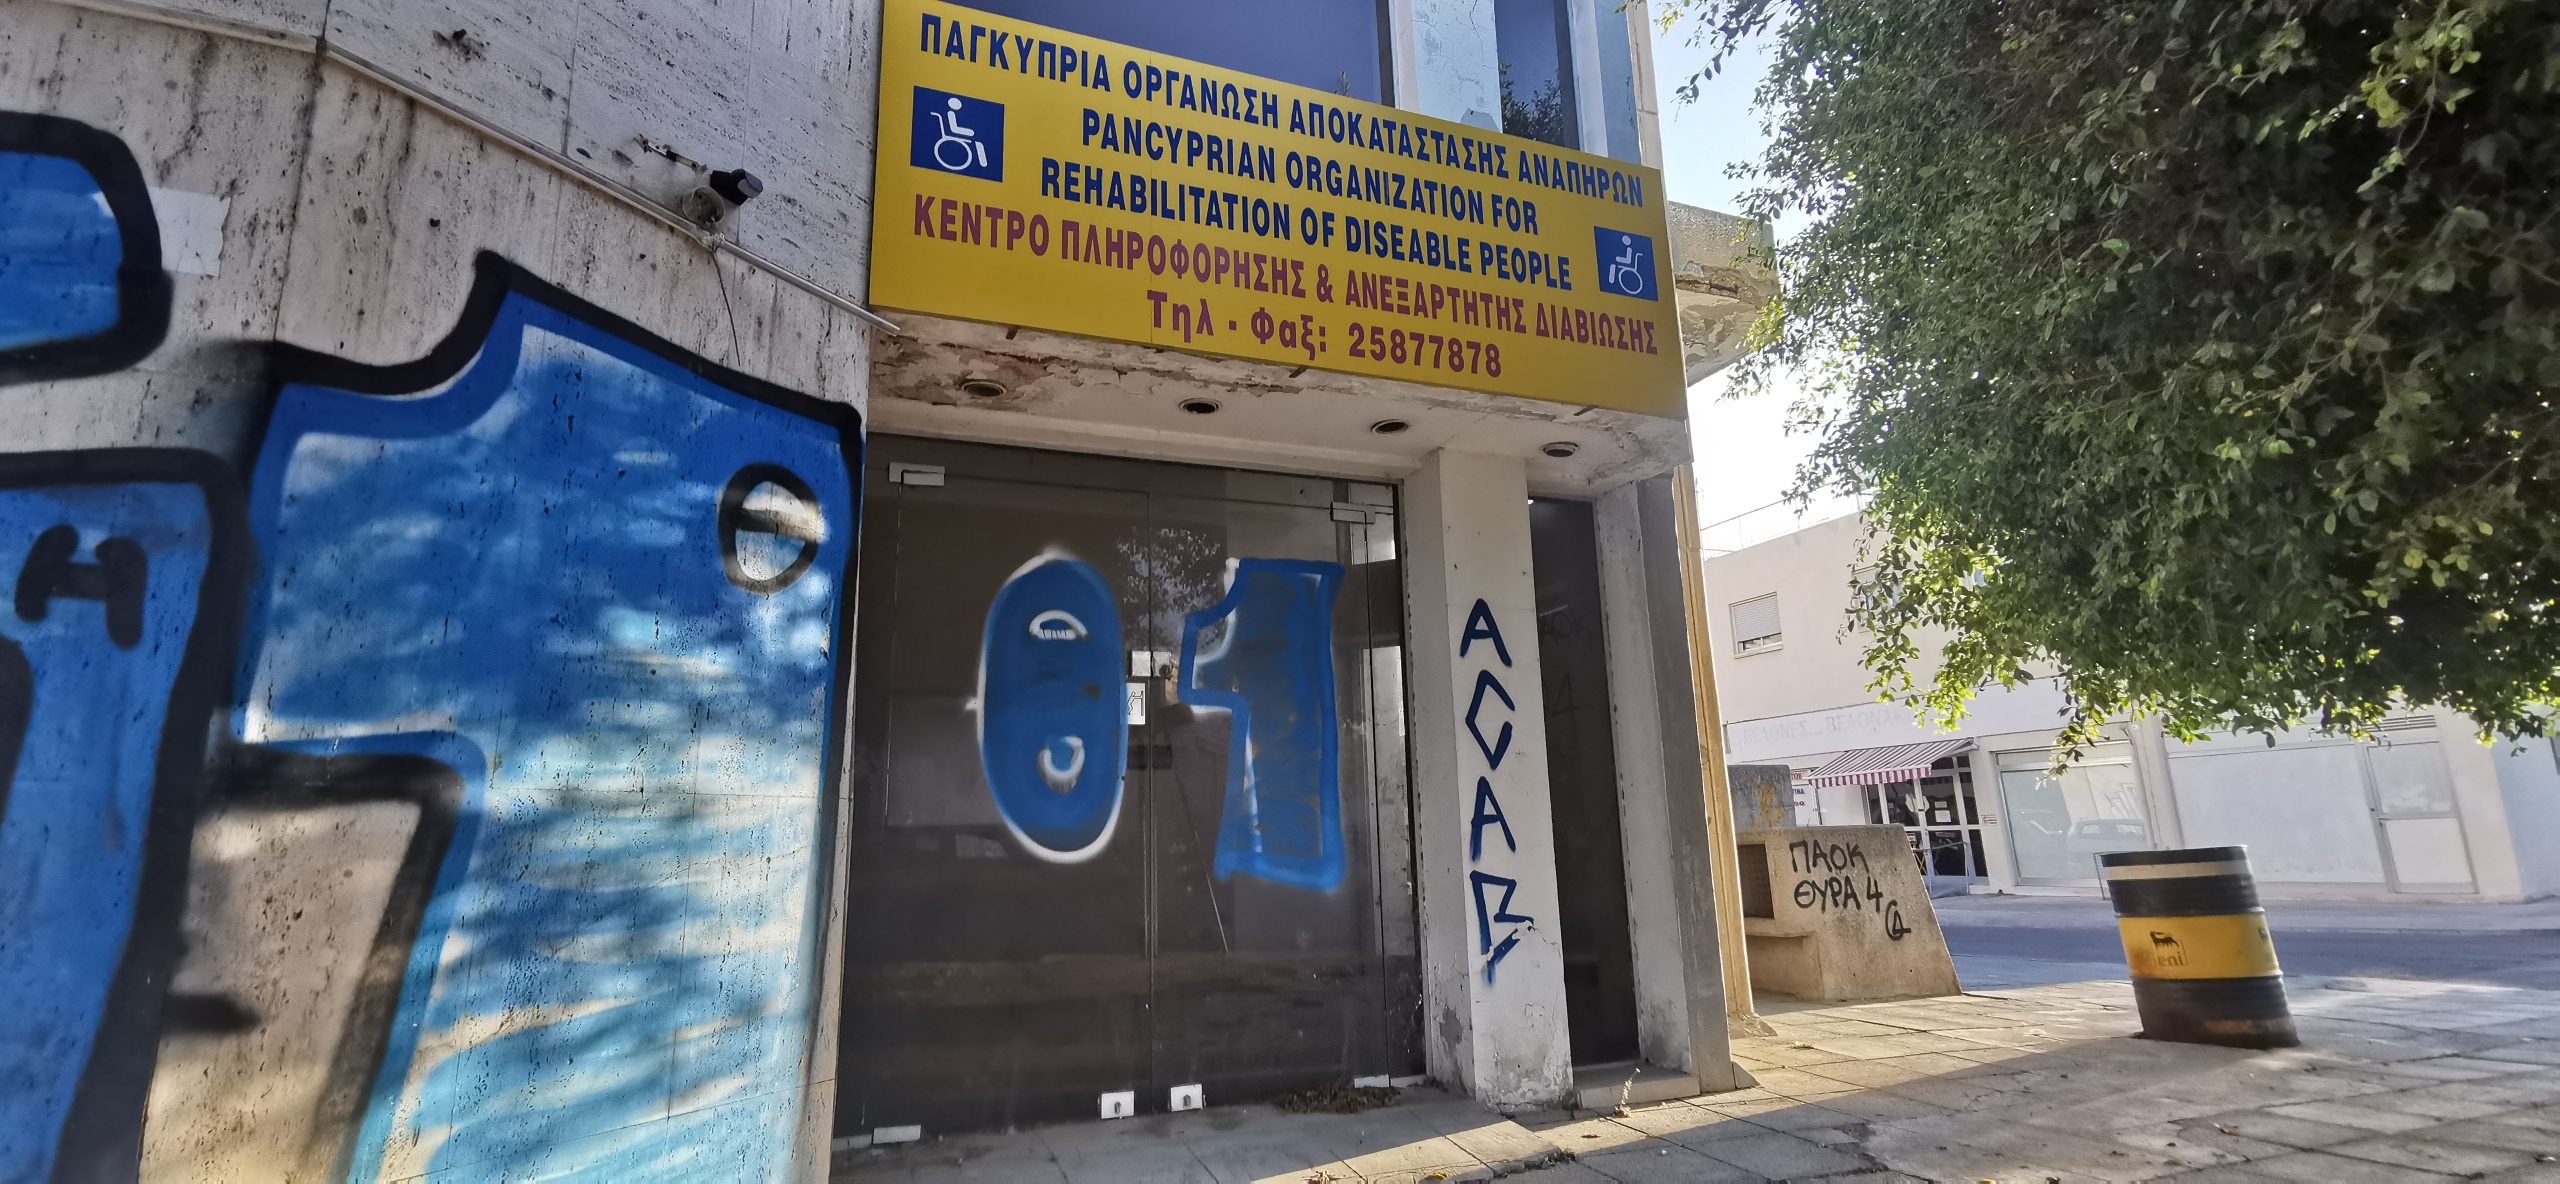 ΠΑΓΚΥΠΡΙΑ ΟΡΓΑΝΩΣΗ ΑΠΟΚΑΤΑΣΤΑΣΗΣ ΑΝΑΠΗΡΩΝ
PANCYPRIAN ORGANIZATION FOR
REHABILITATION OF DISEABLE PEOPLE
ΚΕΝΤΡΟ ΠΛΗΡΟΦΟΡΗΣΗΣ & ΑΝΕΞΑΡΤΗΤΗΣ ΔΙΑΒΙΩΣΗΣ
Τηλ - Φαξ: 25877878
01
ACAB
ΠΑΟΚ
ΘΥΡΑ 4
eni